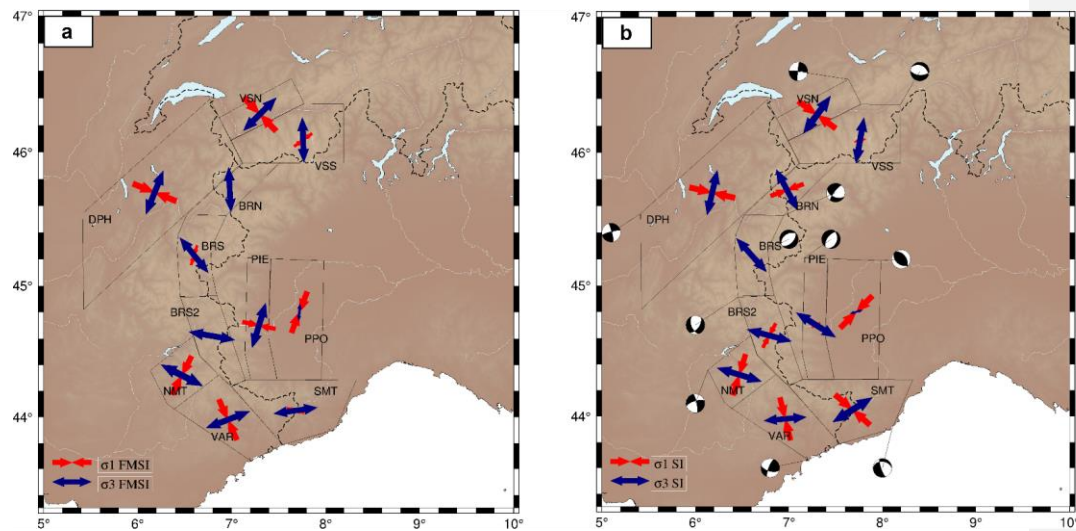 a
b
47°
46°
45°
44°
5°
6°
7°
8°
9°
10°
VSN
VSS
DPH
BRN
BRS
PIE
BRS2
PPO
NMT
SMT
VAR
σ1 FMSI
σ3 FMSI
46°
45°
44°
5°
6°
7°
8°
9°
10°
VSN
VSS
DPH
BRN
BRS
PIE
BRS2
PPO
NMT
SMT
VAR
σ1 SI
σ3 SI
47°